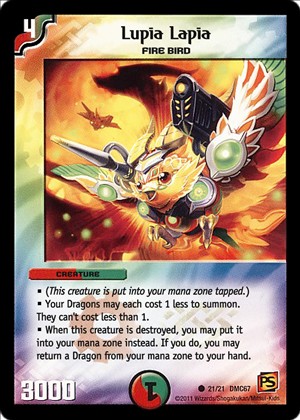 4
Lupia Lapia
FIRE BIRD
CREATURE
▪ (This creature is put into your mana zone tapped.)
▪ Your Dragons may each cost 1 less to summon.
They can't cost less than 1.
▪ When this creature is destroyed, you may put it
into your mana zone instead. If you do, you may
return a Dragon from your mana zone to your hand.
3000
1
● 21/21 DMC67
©2011 Wizards/Shogakukan/Mitsui-Kids
PS